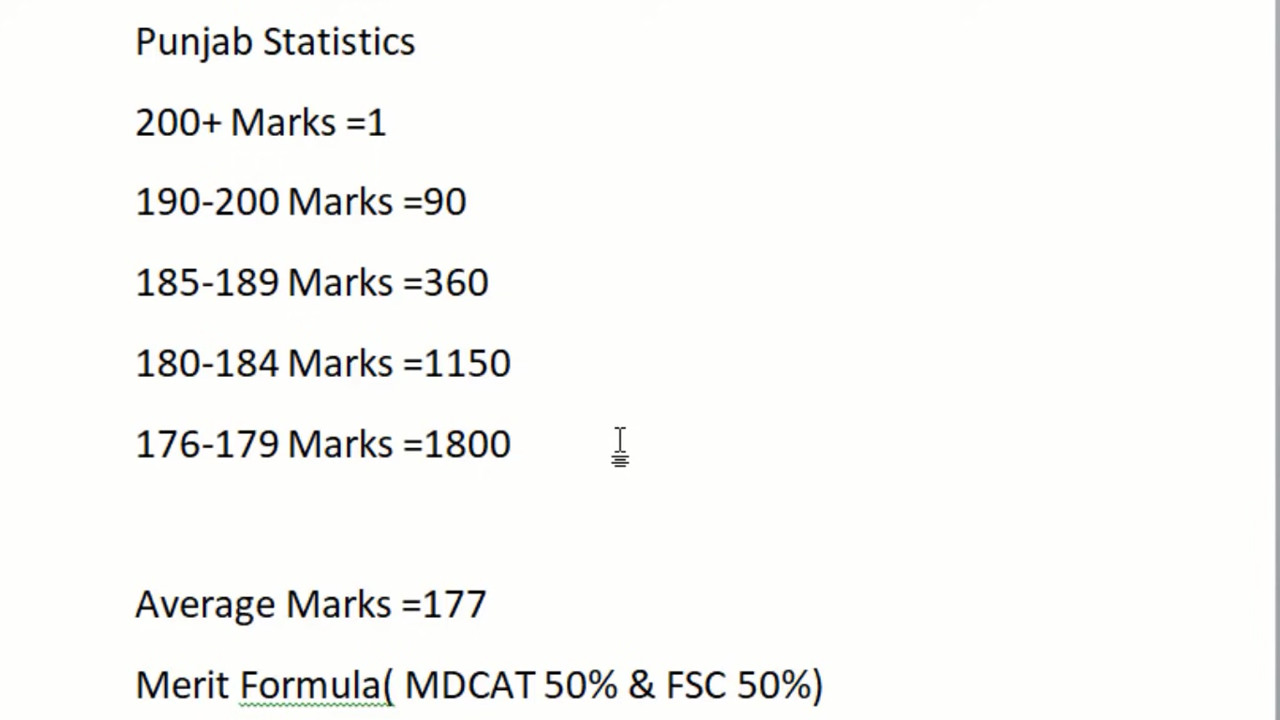 Punjab Statistics
200+ Marks =1
190-200 Marks =90
185-189 Marks =360
180-184 Marks =1150
176-179 Marks =1800
Average Marks =177
Merit Formula( MDCAT 50% & FSC 50%)